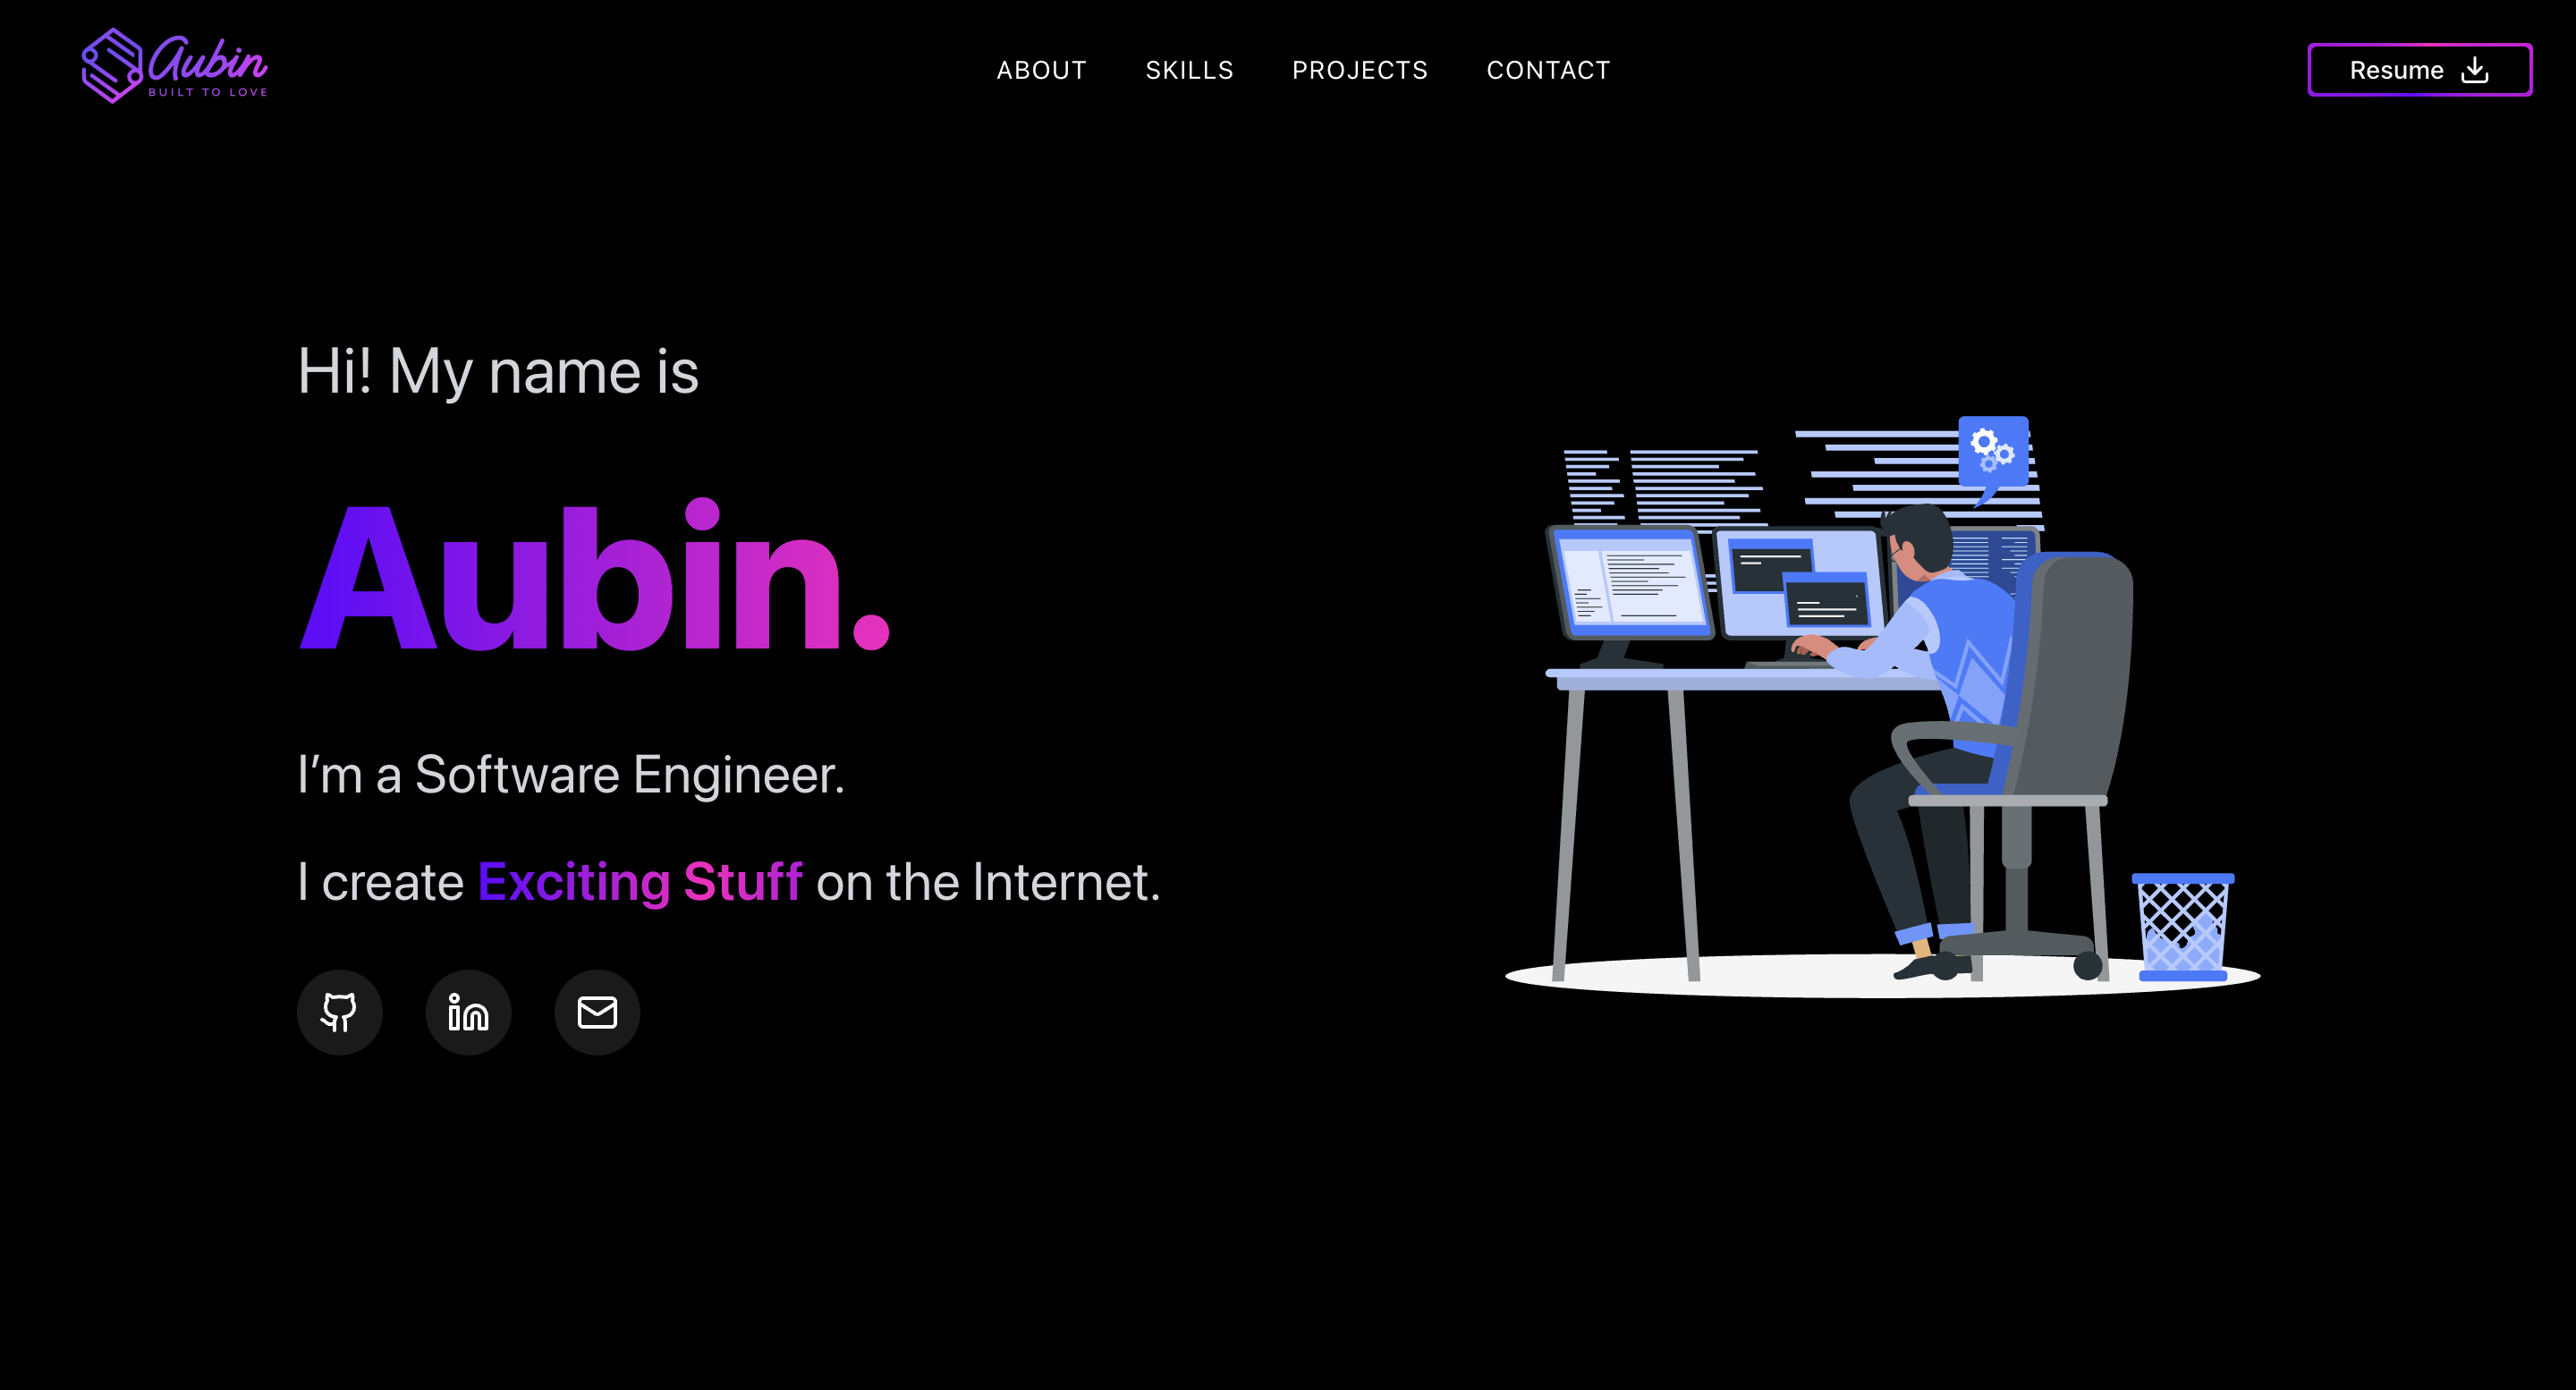 Aubin
BUILT TO LOVE
ABOUT
SKILLS
PROJECTS
CONTACT
Resume
Hi! My name is
Aubin.
I’m a Software Engineer.
I create Exciting Stuff on the Internet.
in